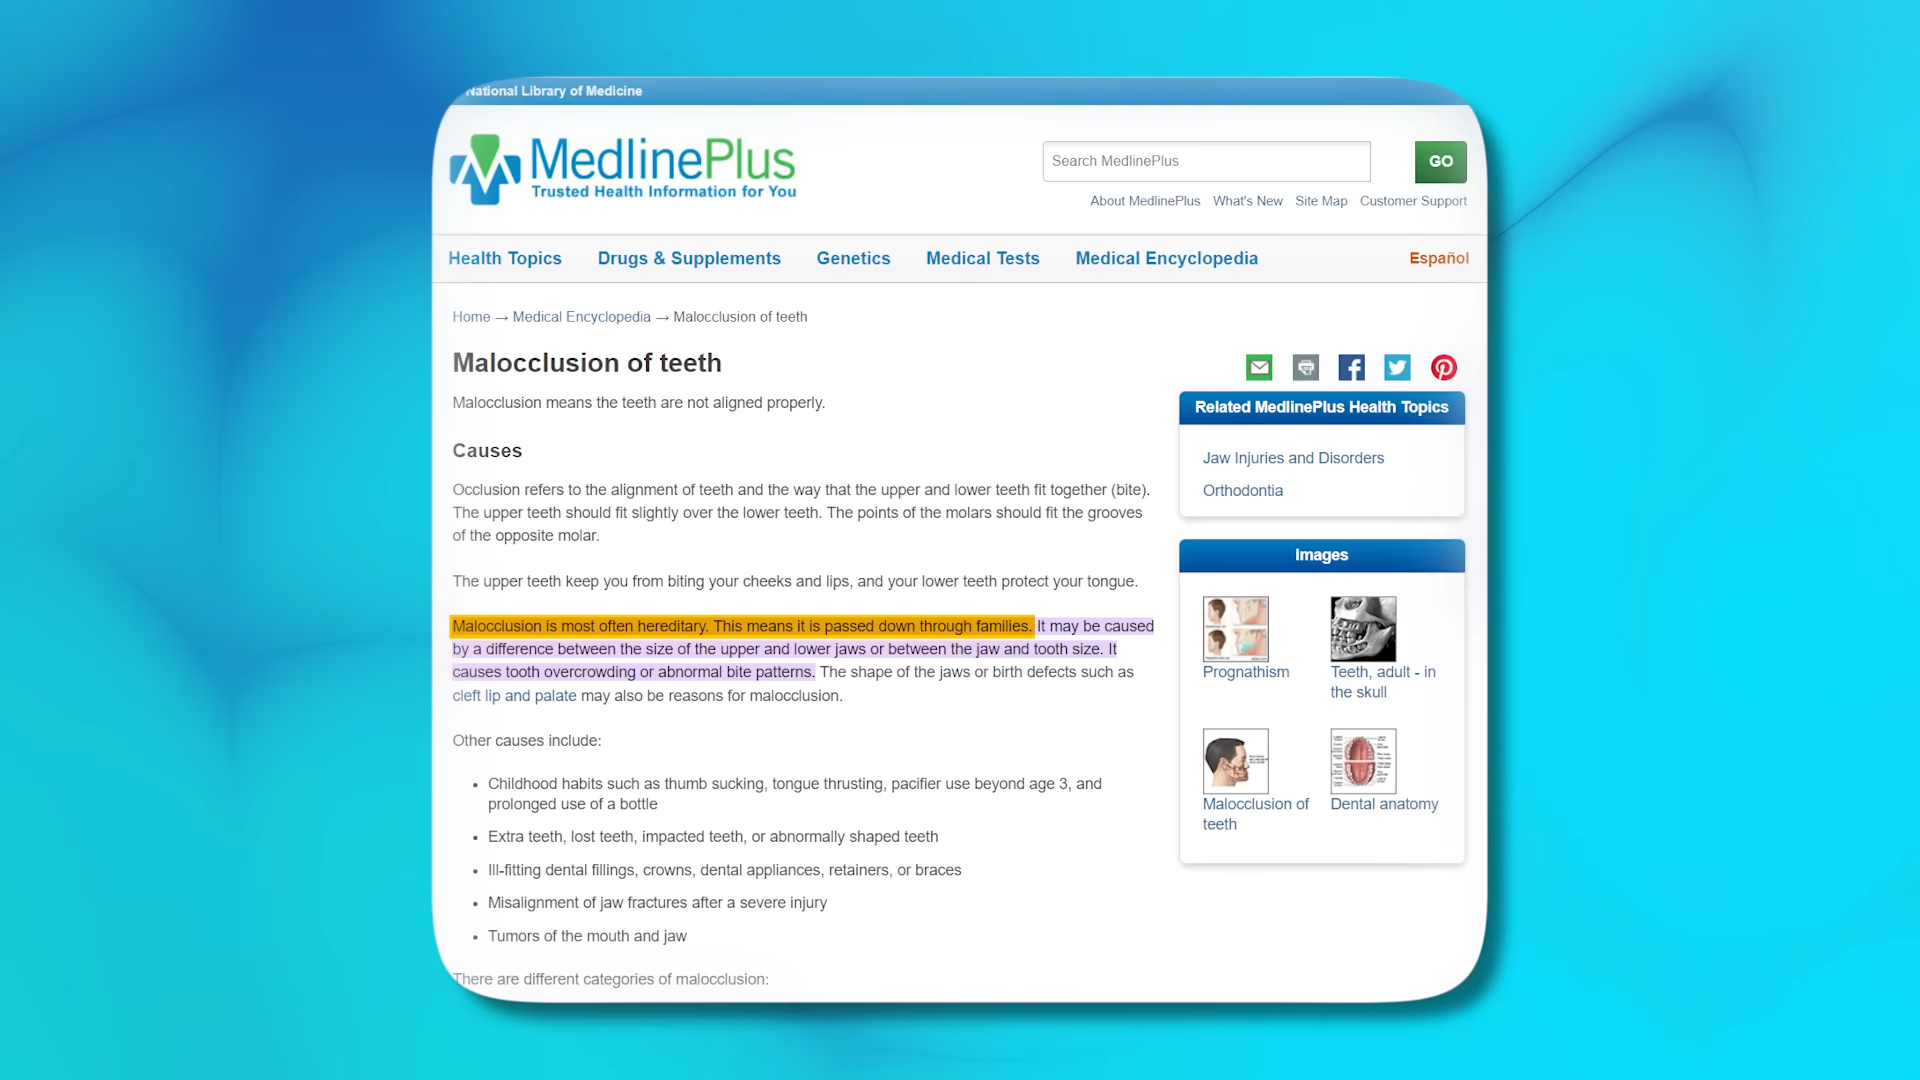 National Library of Medicine
MedlinePlus
Trusted Health Information for You
Search MedlinePlus
GO
About MedlinePlus What's New Site Map Customer Support
Health Topics Drugs & Supplements Genetics Medical Tests Medical Encyclopedia Español
Home → Medical Encyclopedia → Malocclusion of teeth
Malocclusion of teeth
Malocclusion means the teeth are not aligned properly.
Causes
Occlusion refers to the alignment of teeth and the way that the upper and lower teeth fit together (bite).
The upper teeth should fit slightly over the lower teeth. The points of the molars should fit the grooves
of the opposite molar.
The upper teeth keep you from biting your cheeks and lips, and your lower teeth protect your tongue.
Malocclusion is most often hereditary. This means it is passed down through families. It may be caused
by a difference between the size of the upper and lower jaws or between the jaw and tooth size. It
causes tooth overcrowding or abnormal bite patterns. The shape of the jaws or birth defects such as
cleft lip and palate may also be reasons for malocclusion.
Other causes include:
• Childhood habits such as thumb sucking, tongue thrusting, pacifier use beyond age 3, and
prolonged use of a bottle
• Extra teeth, lost teeth, impacted teeth, or abnormally shaped teeth
• Ill-fitting dental fillings, crowns, dental appliances, retainers, or braces
• Misalignment of jaw fractures after a severe injury
• Tumors of the mouth and jaw
There are different categories of malocclusion:
Related MedlinePlus Health Topics
Jaw Injuries and Disorders
Orthodontia
Images
Prognathism
Teeth, adult - in
the skull
Malocclusion of
teeth
Dental anatomy